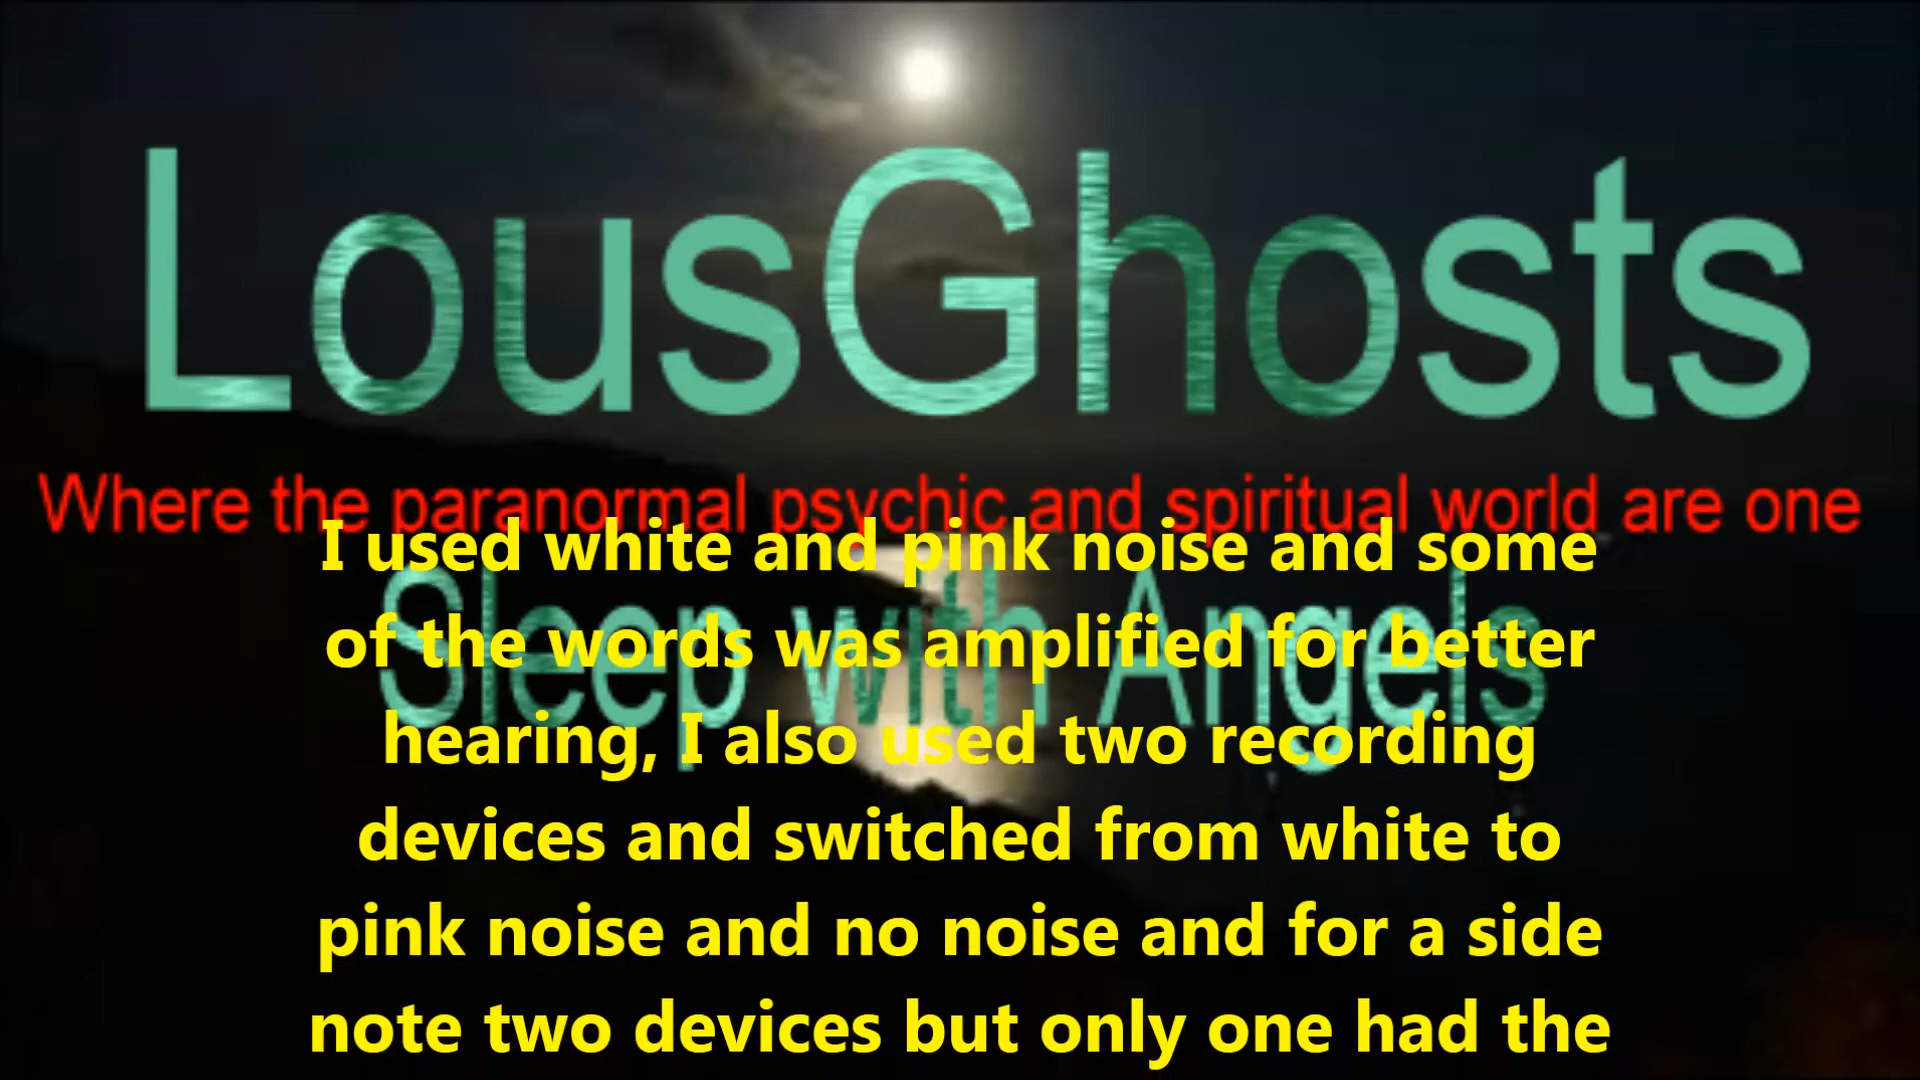 LousGhosts
Where the paranormal psychic and spiritual world are one
I used white and pink noise and some
Sleep with Angels
of the words was amplified for better
hearing, I also used two recording
devices and switched from white to
pink noise and no noise and for a side
note two devices but only one had the